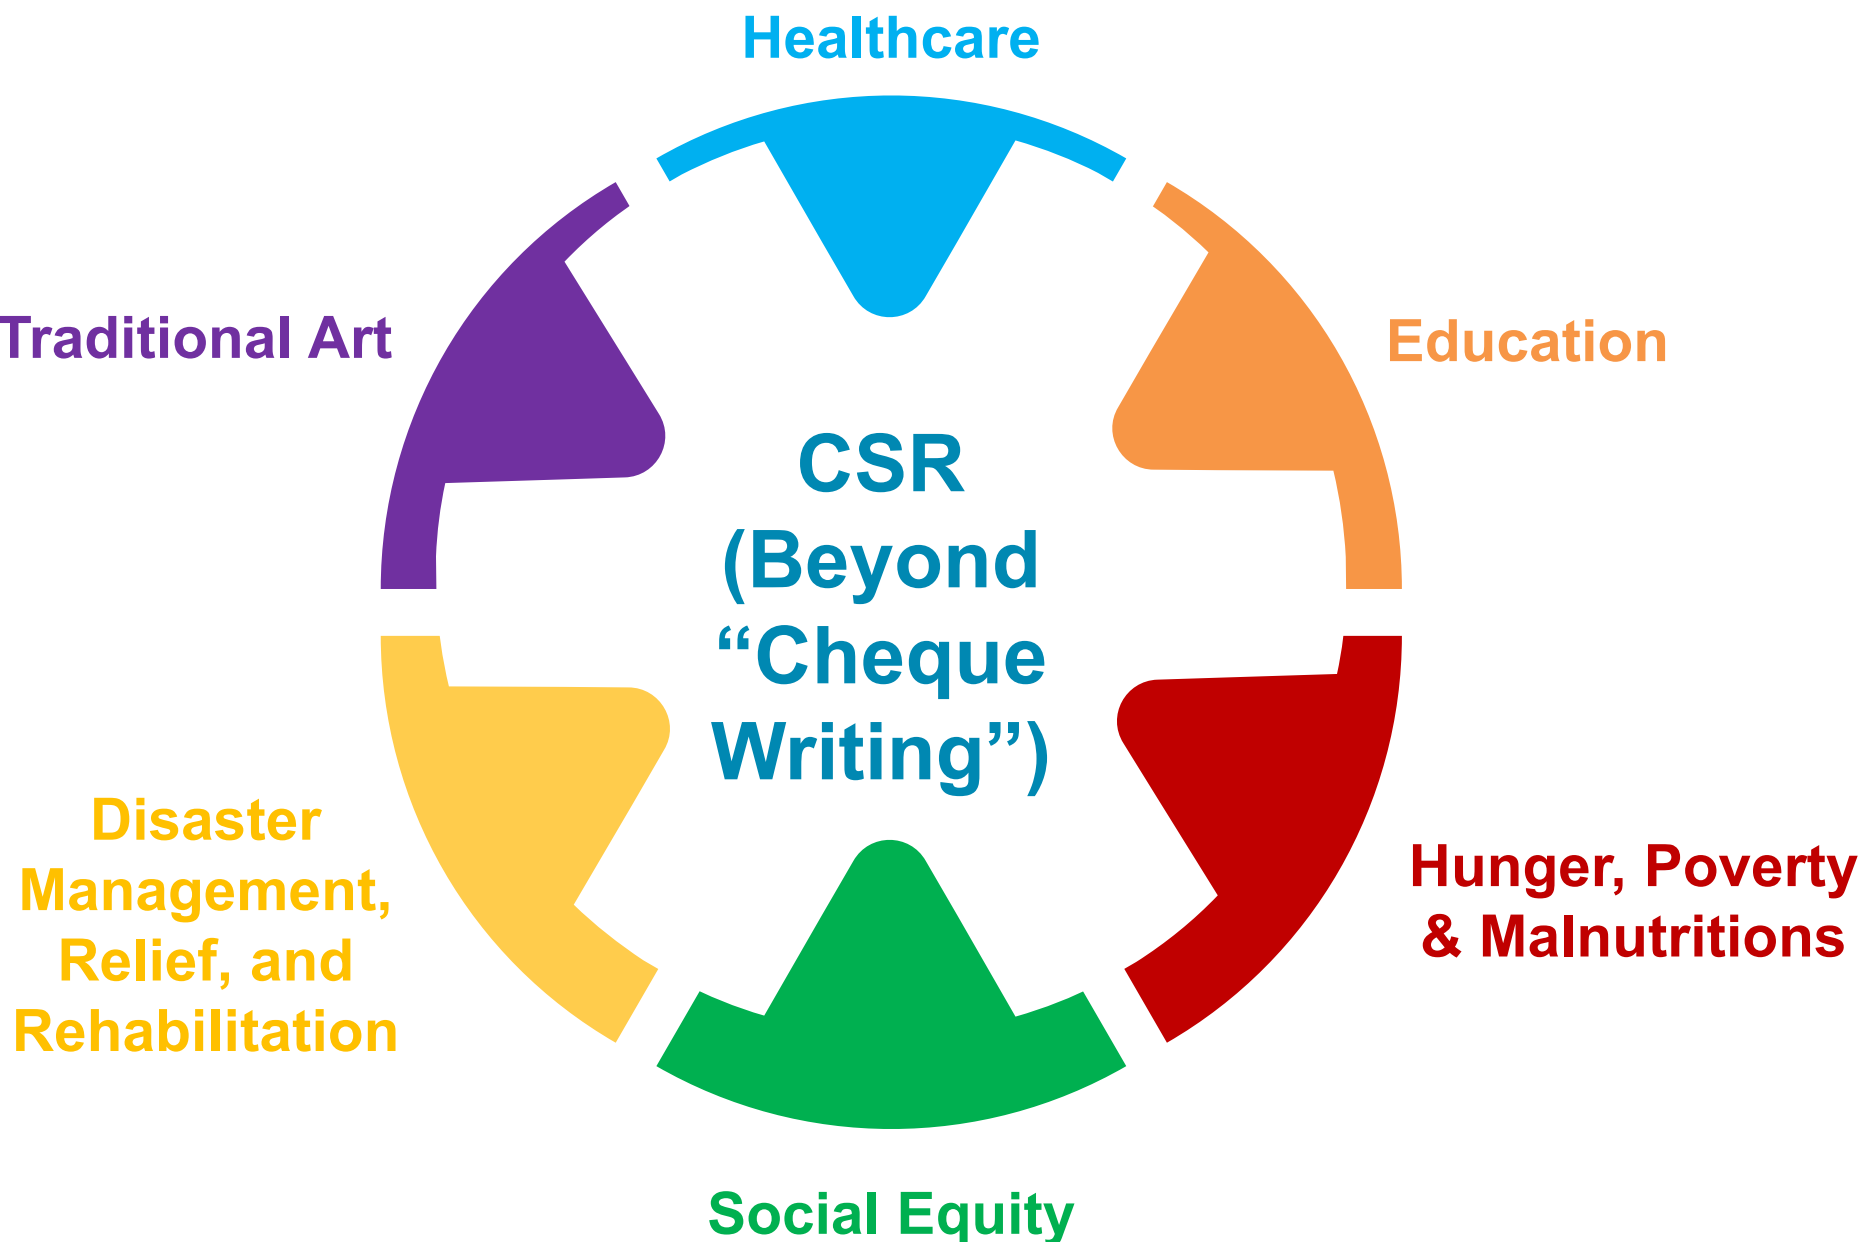 Healthcare
Traditional Art
Education
CSR
(Beyond
“Cheque
Writing”)
Disaster
Management,
Relief, and
Rehabilitation
Hunger, Poverty
& Malnutritions
Social Equity